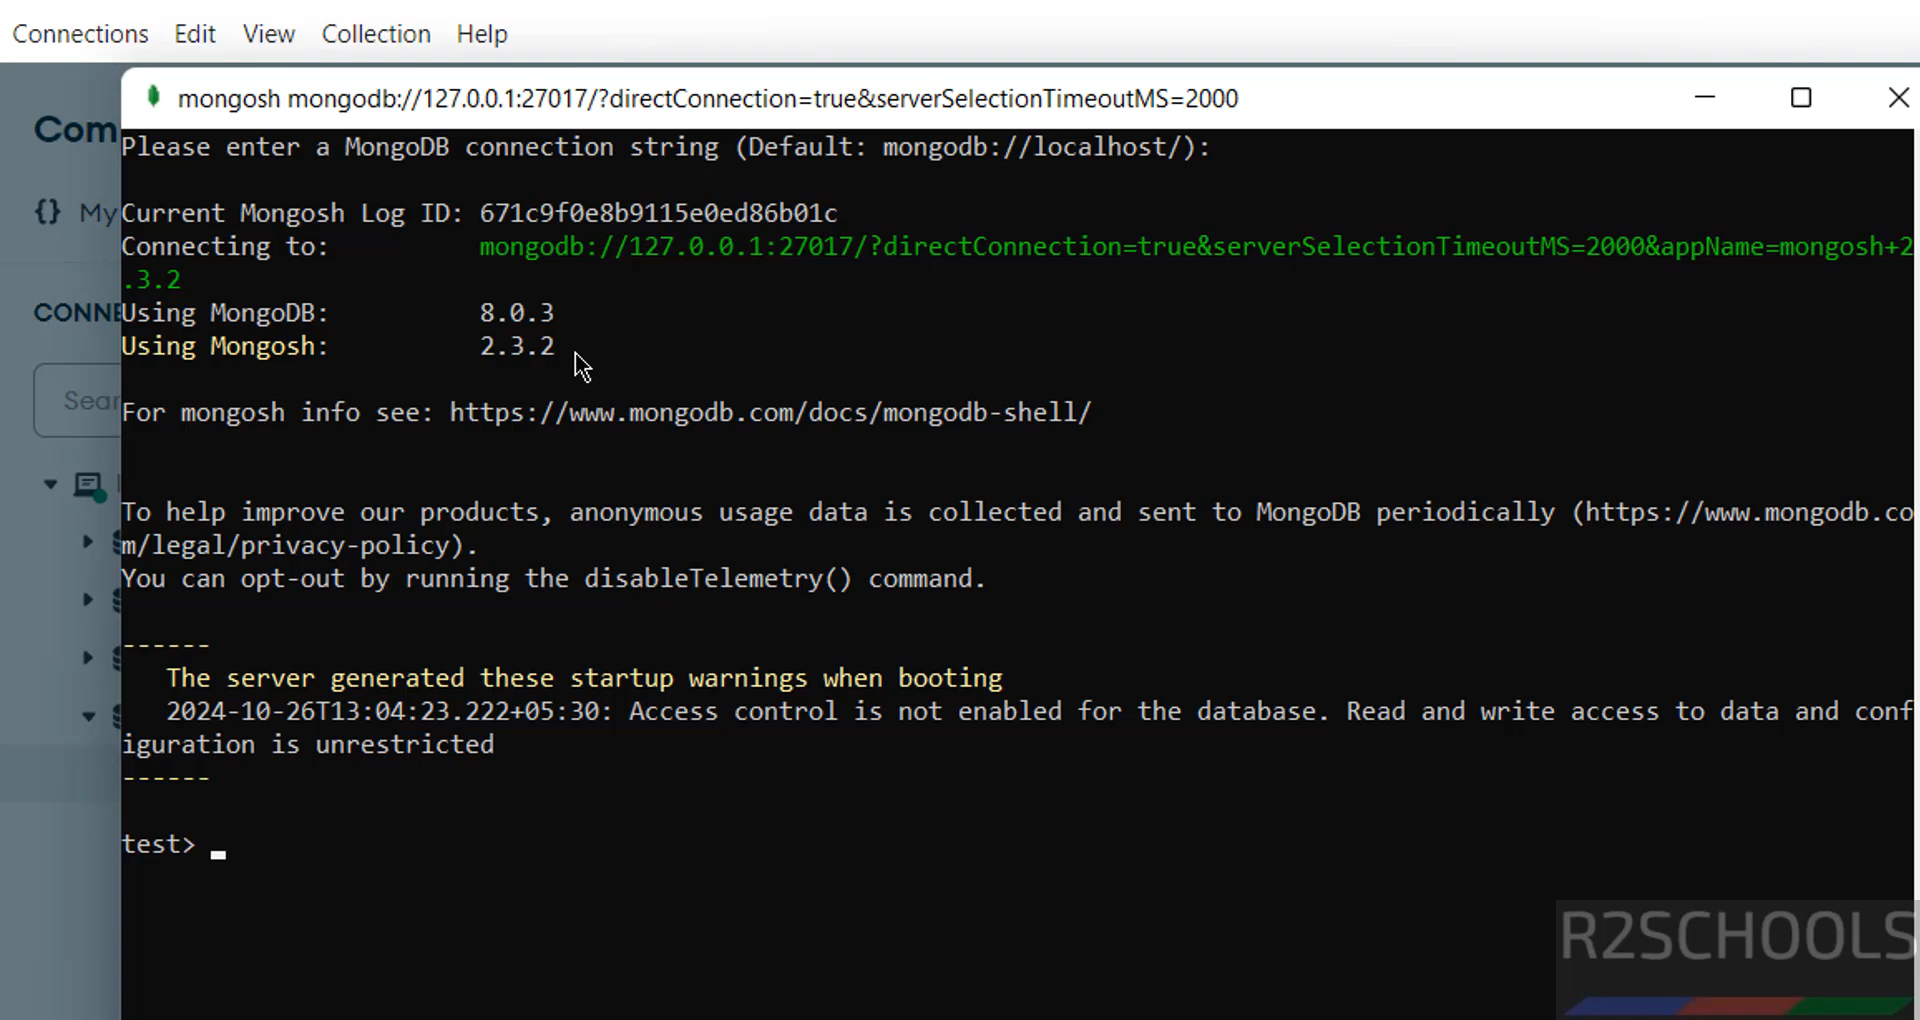 Connections Edit View Collection Help
mongosh mongodb://127.0.0.1:27017/?directConnection=true&serverSelectionTimeoutMS=2000
Com
Please enter a MongoDB connection string (Default: mongodb://localhost/):
{} My
Current Mongosh Log ID: 671c9f0e8b9115e0ed86b01c
Connecting to: mongodb://127.0.0.1:27017/?directConnection=true&serverSelectionTimeoutMS=2000&appName=mongosh+2
.3.2
CONNE
Using MongoDB: 8.0.3
Using Mongosh: 2.3.2
Sear
For mongosh info see: https://www.mongodb.com/docs/mongodb-shell/
To help improve our products, anonymous usage data is collected and sent to MongoDB periodically (https://www.mongodb.co
m/legal/privacy-policy).
You can opt-out by running the disableTelemetry() command.
------
The server generated these startup warnings when booting
2024-10-26T13:04:23.222+05:30: Access control is not enabled for the database. Read and write access to data and conf
iguration is unrestricted
------
test>
R2SCHOOLS